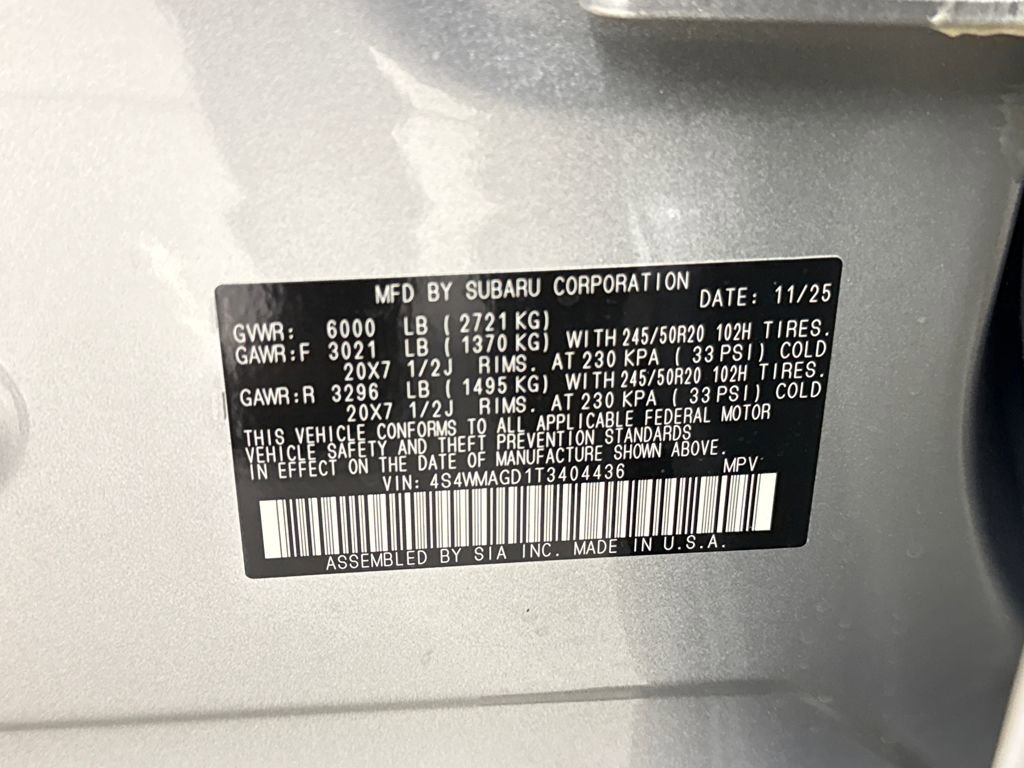 MFD BY SUBARU CORPORATION DATE: 11/25
GVWR: 6000 LB ( 2721 KG)
GAWR:F 3021 LB ( 1370 KG) WITH 245/50R20 102H TIRES.
20X7 1/2J RIMS. AT 230 KPA ( 33 PSI) COLD
GAWR:R 3296 LB ( 1495 KG) WITH 245/50R20 102H TIRES.
20X7 1/2J RIMS. AT 230 KPA ( 33 PSI) COLD
THIS VEHICLE CONFORMS TO ALL APPLICABLE FEDERAL MOTOR
VEHICLE SAFETY AND THEFT PREVENTION STANDARDS
IN EFFECT ON THE DATE OF MANUFACTURE SHOWN ABOVE.
VIN: 4S4WMAGD1T3404436 MPV
ASSEMBLED BY SIA INC. MADE IN U.S.A.